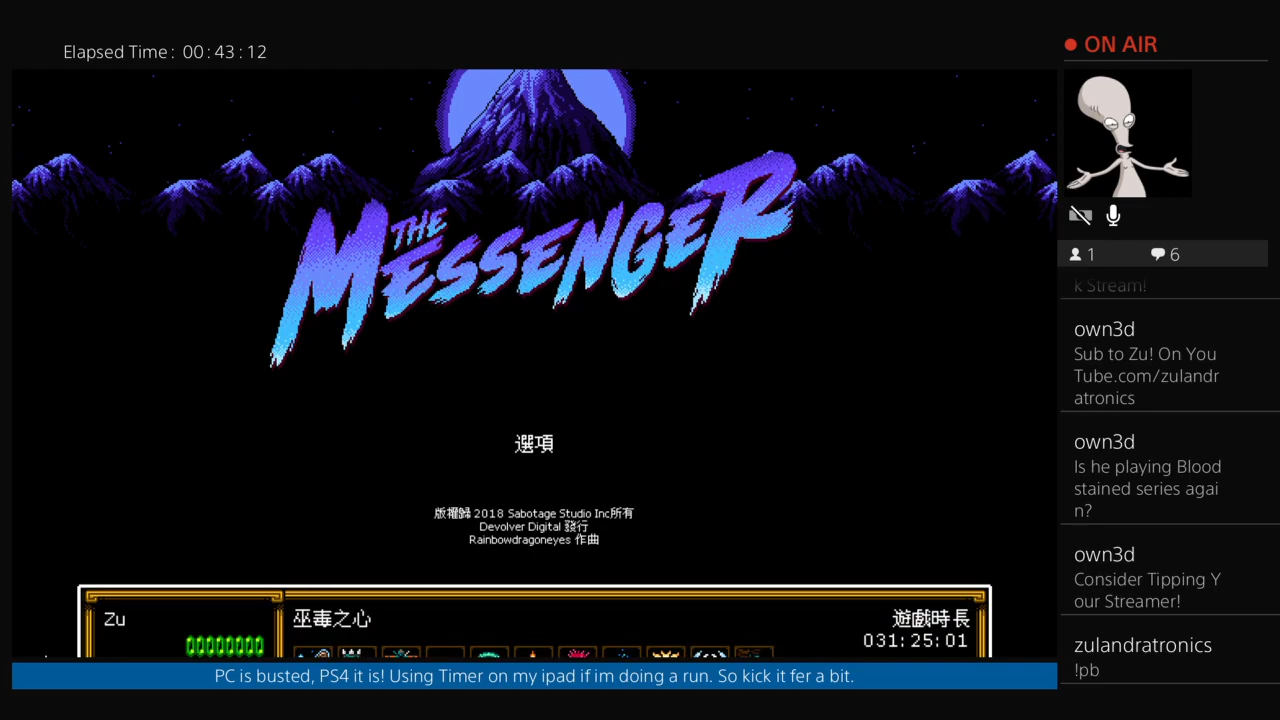 Elapsed Time: 00:43:12
ON AIR
THE
MESSENGER
選項
版權歸 2018 Sabotage Studio Inc所有
Devolver Digital 發行
Rainbowdragoneyes 作曲
Zu
巫毒之心
遊戲時長
031:25:01
PC is busted, PS4 it is! Using Timer on my ipad if im doing a run. So kick it fer a bit.
1
6
k Stream!
own3d
Sub to Zu! On You
Tube.com/zulandr
atronics
own3d
Is he playing Blood
stained series agai
n?
own3d
Consider Tipping Y
our Streamer!
zulandratronics
!pb